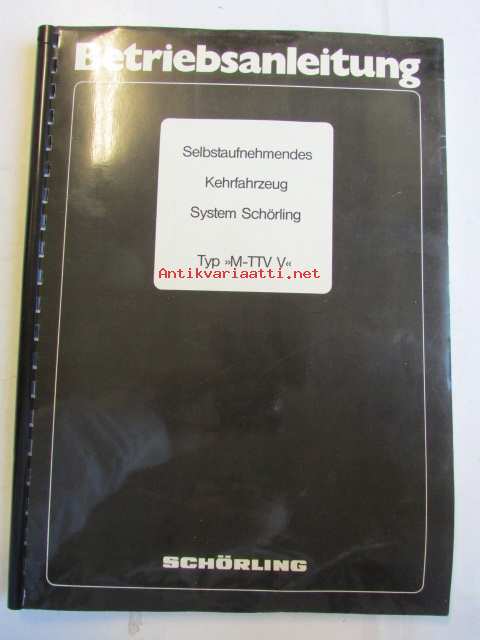 Betriebsanleitung
Selbstaufnehmendes
Kehrfahrzeug
System Schörling
Typ »M-TTV V«
Antikvariaatti.net
SCHÖRLING